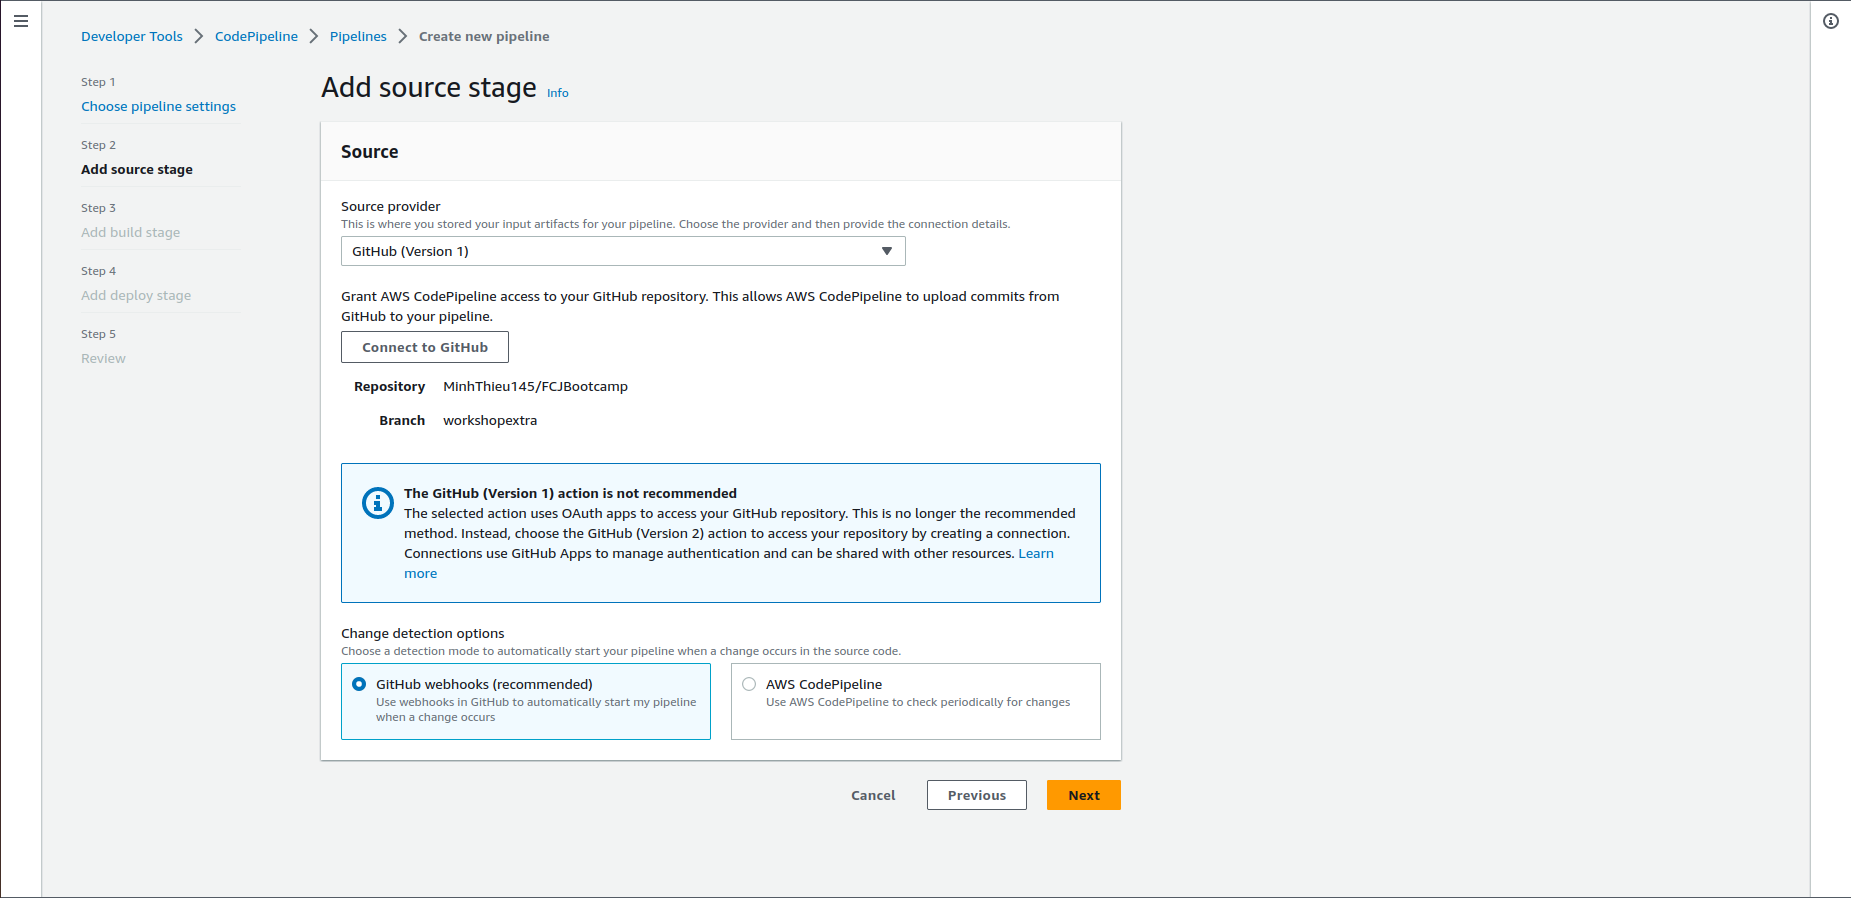 Developer Tools > CodePipeline > Pipelines > Create new pipeline
Step 1
Choose pipeline settings
Step 2
Add source stage
Step 3
Add build stage
Step 4
Add deploy stage
Step 5
Review
Add source stage Info
Source
Source provider
This is where you stored your input artifacts for your pipeline. Choose the provider and then provide the connection details.
GitHub (Version 1)
Grant AWS CodePipeline access to your GitHub repository. This allows AWS CodePipeline to upload commits from
GitHub to your pipeline.
Connect to GitHub
Repository MinhThieu145/FCJBootcamp
Branch workshopextra
The GitHub (Version 1) action is not recommended
The selected action uses OAuth apps to access your GitHub repository. This is no longer the recommended
method. Instead, choose the GitHub (Version 2) action to access your repository by creating a connection.
Connections use GitHub Apps to manage authentication and can be shared with other resources. Learn
more
Change detection options
Choose a detection mode to automatically start your pipeline when a change occurs in the source code.
GitHub webhooks (recommended)
Use webhooks in GitHub to automatically start my pipeline
when a change occurs
AWS CodePipeline
Use AWS CodePipeline to check periodically for changes
Cancel Previous Next